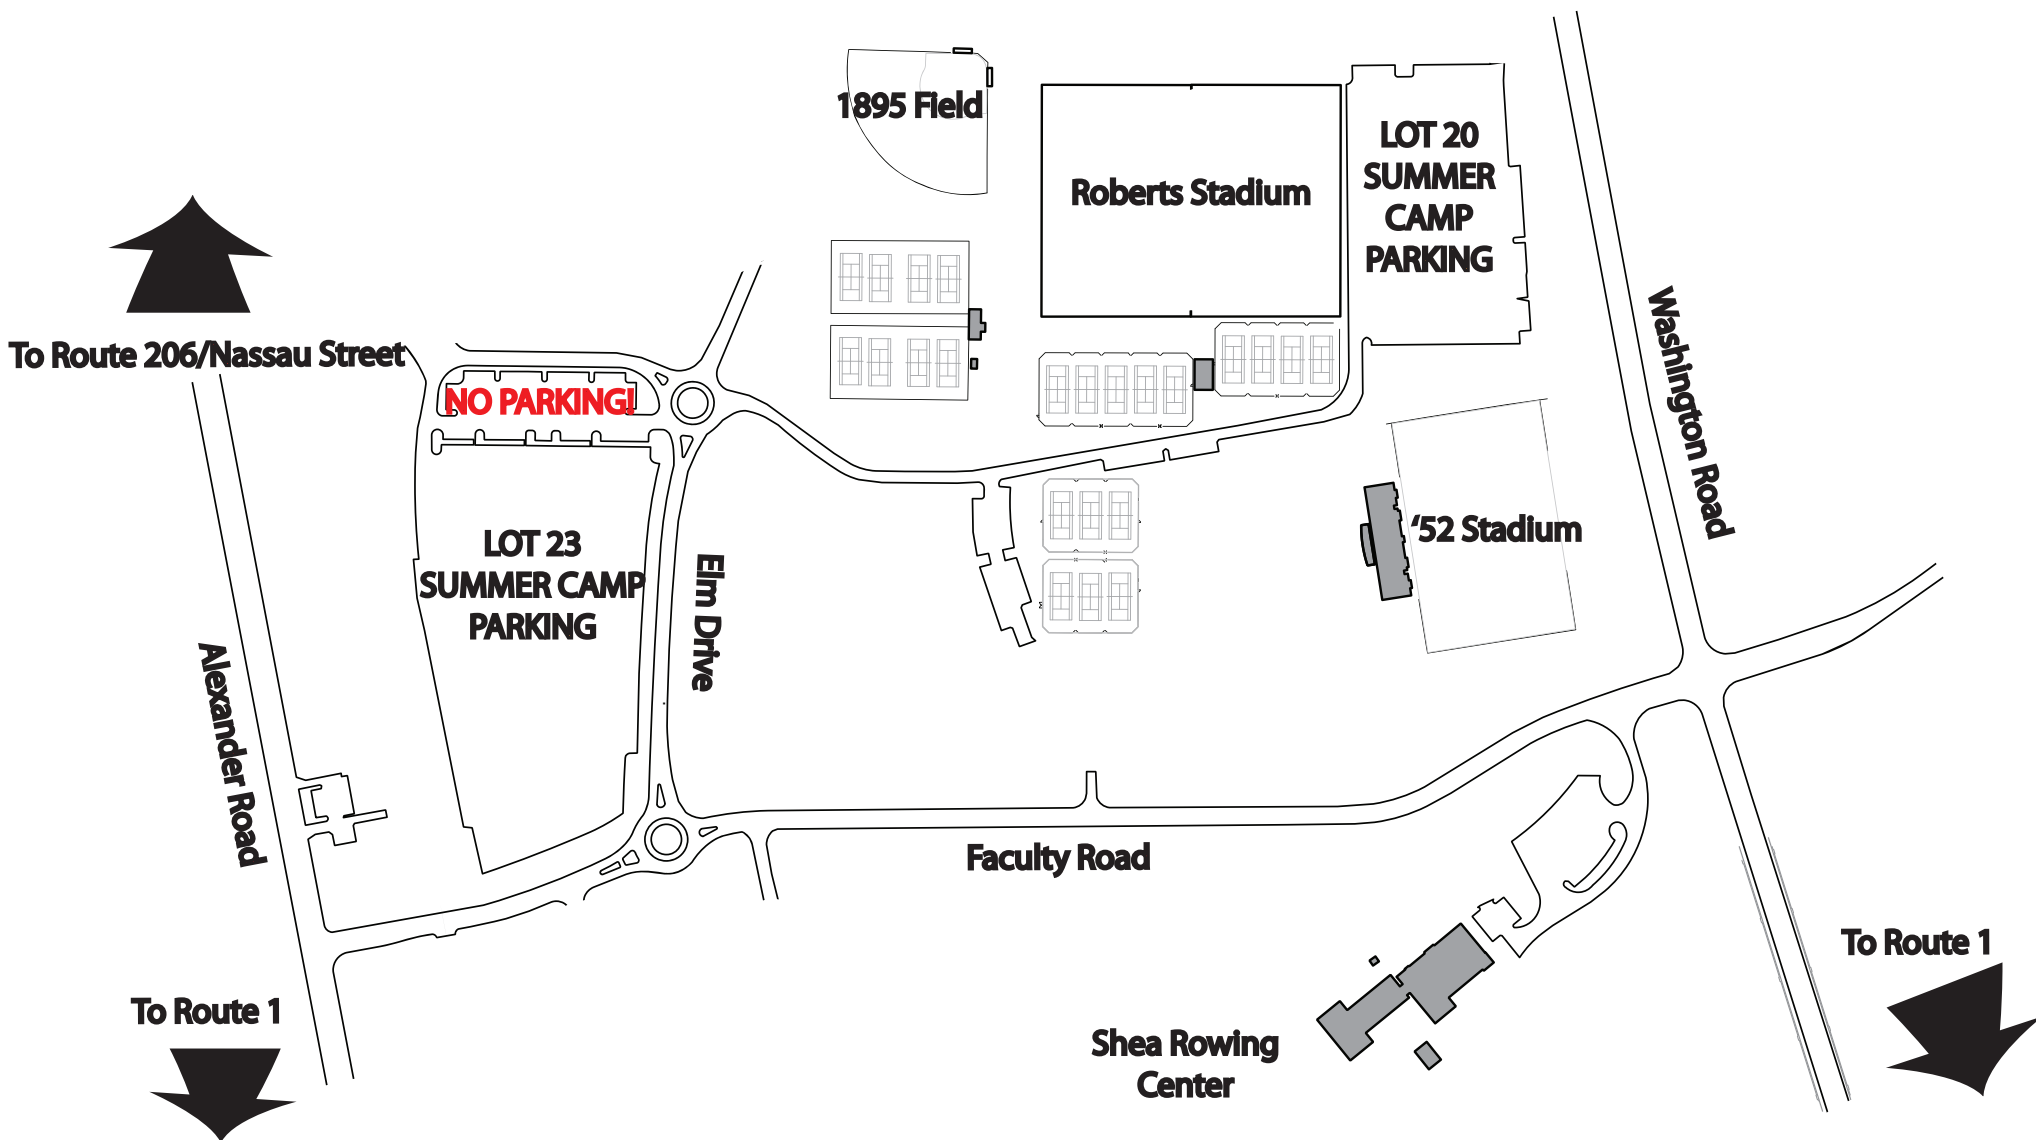 1895 Field
Roberts Stadium
LOT 20
SUMMER
CAMP
PARKING
To Route 206/Nassau Street
NO PARKING!
Washington Road
‘52 Stadium
LOT 23
SUMMER CAMP
PARKING
Elm Drive
Alexander Road
Faculty Road
To Route 1
To Route 1
Shea Rowing
Center